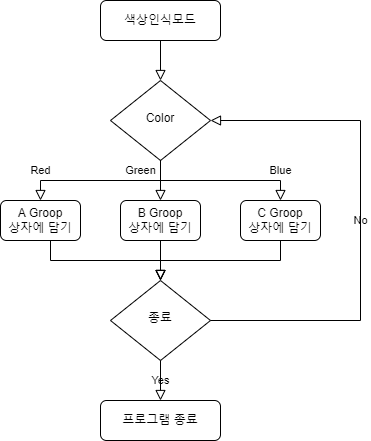 색상인식모드
Color
Red
Green
Blue
A Groop
상자에 담기
B Groop
상자에 담기
C Groop
상자에 담기
No
종료
Yes
프로그램 종료